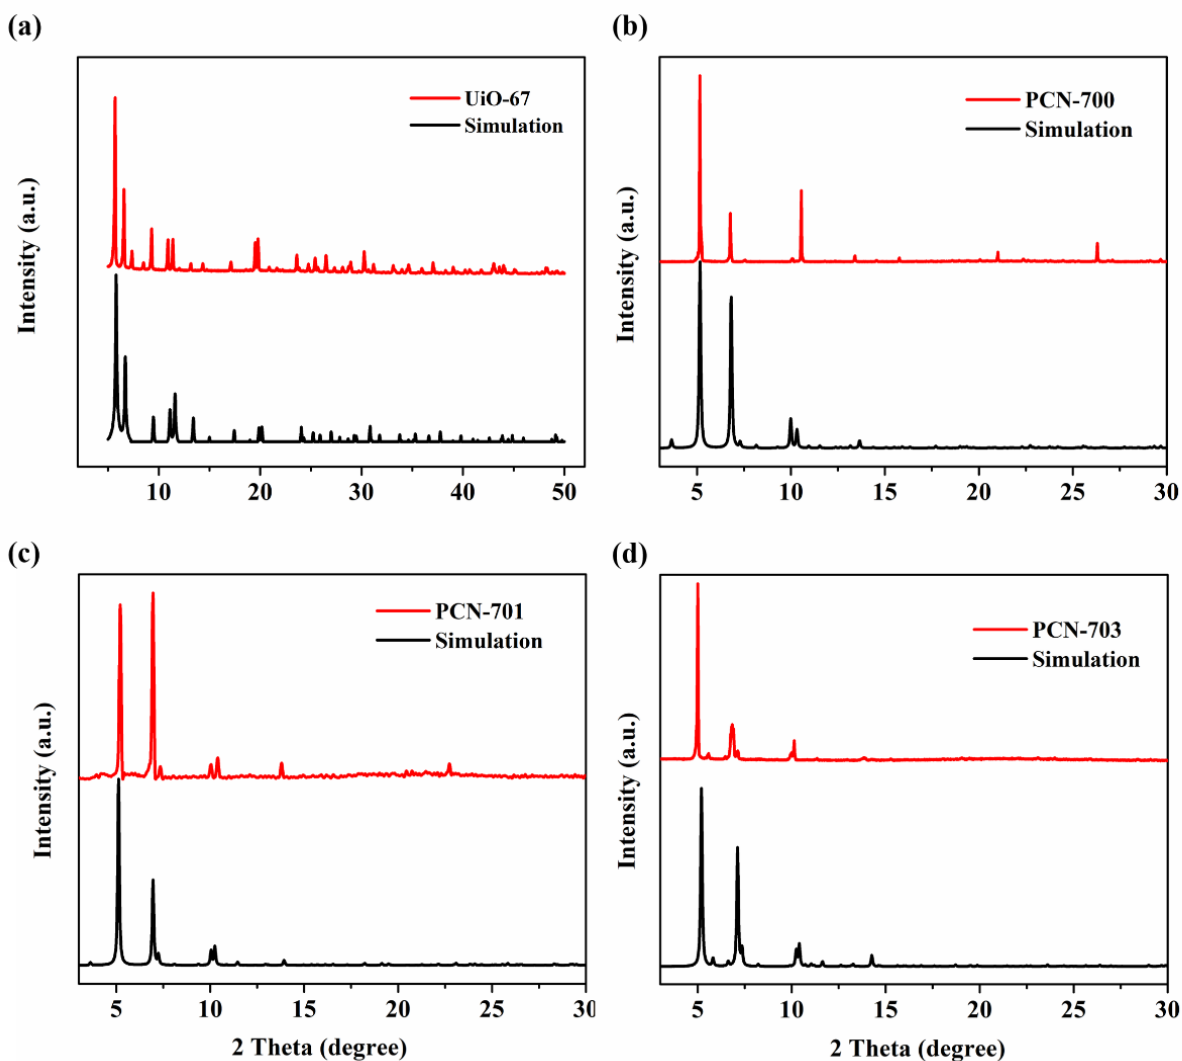 (a)
UiO-67
Simulation
Intensity (a.u.)
10 20 30 40 50
(b)
PCN-700
Simulation
Intensity (a.u.)
5 10 15 20 25 30
(c)
PCN-701
Simulation
Intensity (a.u.)
5 10 15 20 25 30
2 Theta (degree)
(d)
PCN-703
Simulation
Intensity (a.u.)
5 10 15 20 25 30
2 Theta (degree)